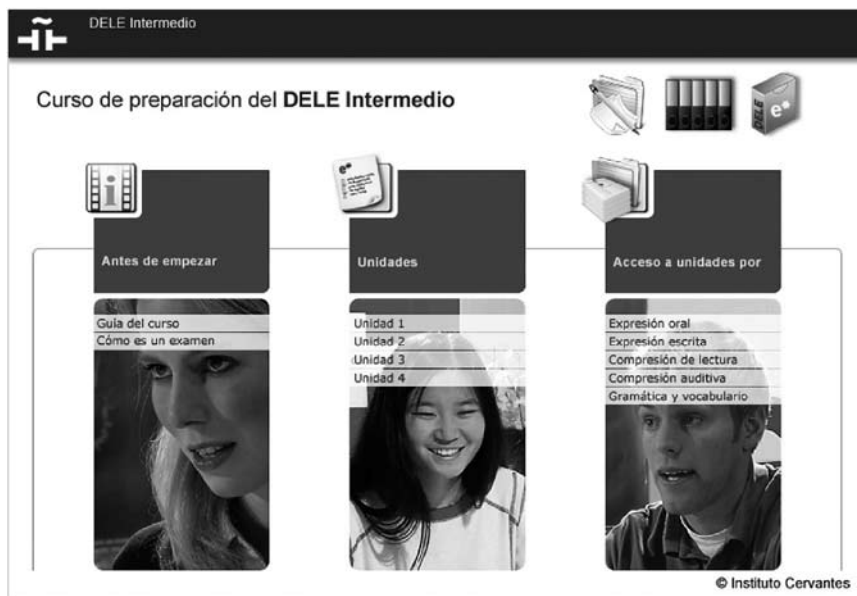 DELE Intermedio
Curso de preparación del DELE Intermedio
DELE
e*
Antes de empezar
Guía del curso
Cómo es un examen
Unidades
Unidad 1
Unidad 2
Unidad 3
Unidad 4
Acceso a unidades por
Expresión oral
Expresión escrita
Compresión de lectura
Compresión auditiva
Gramática y vocabulario
© Instituto Cervantes